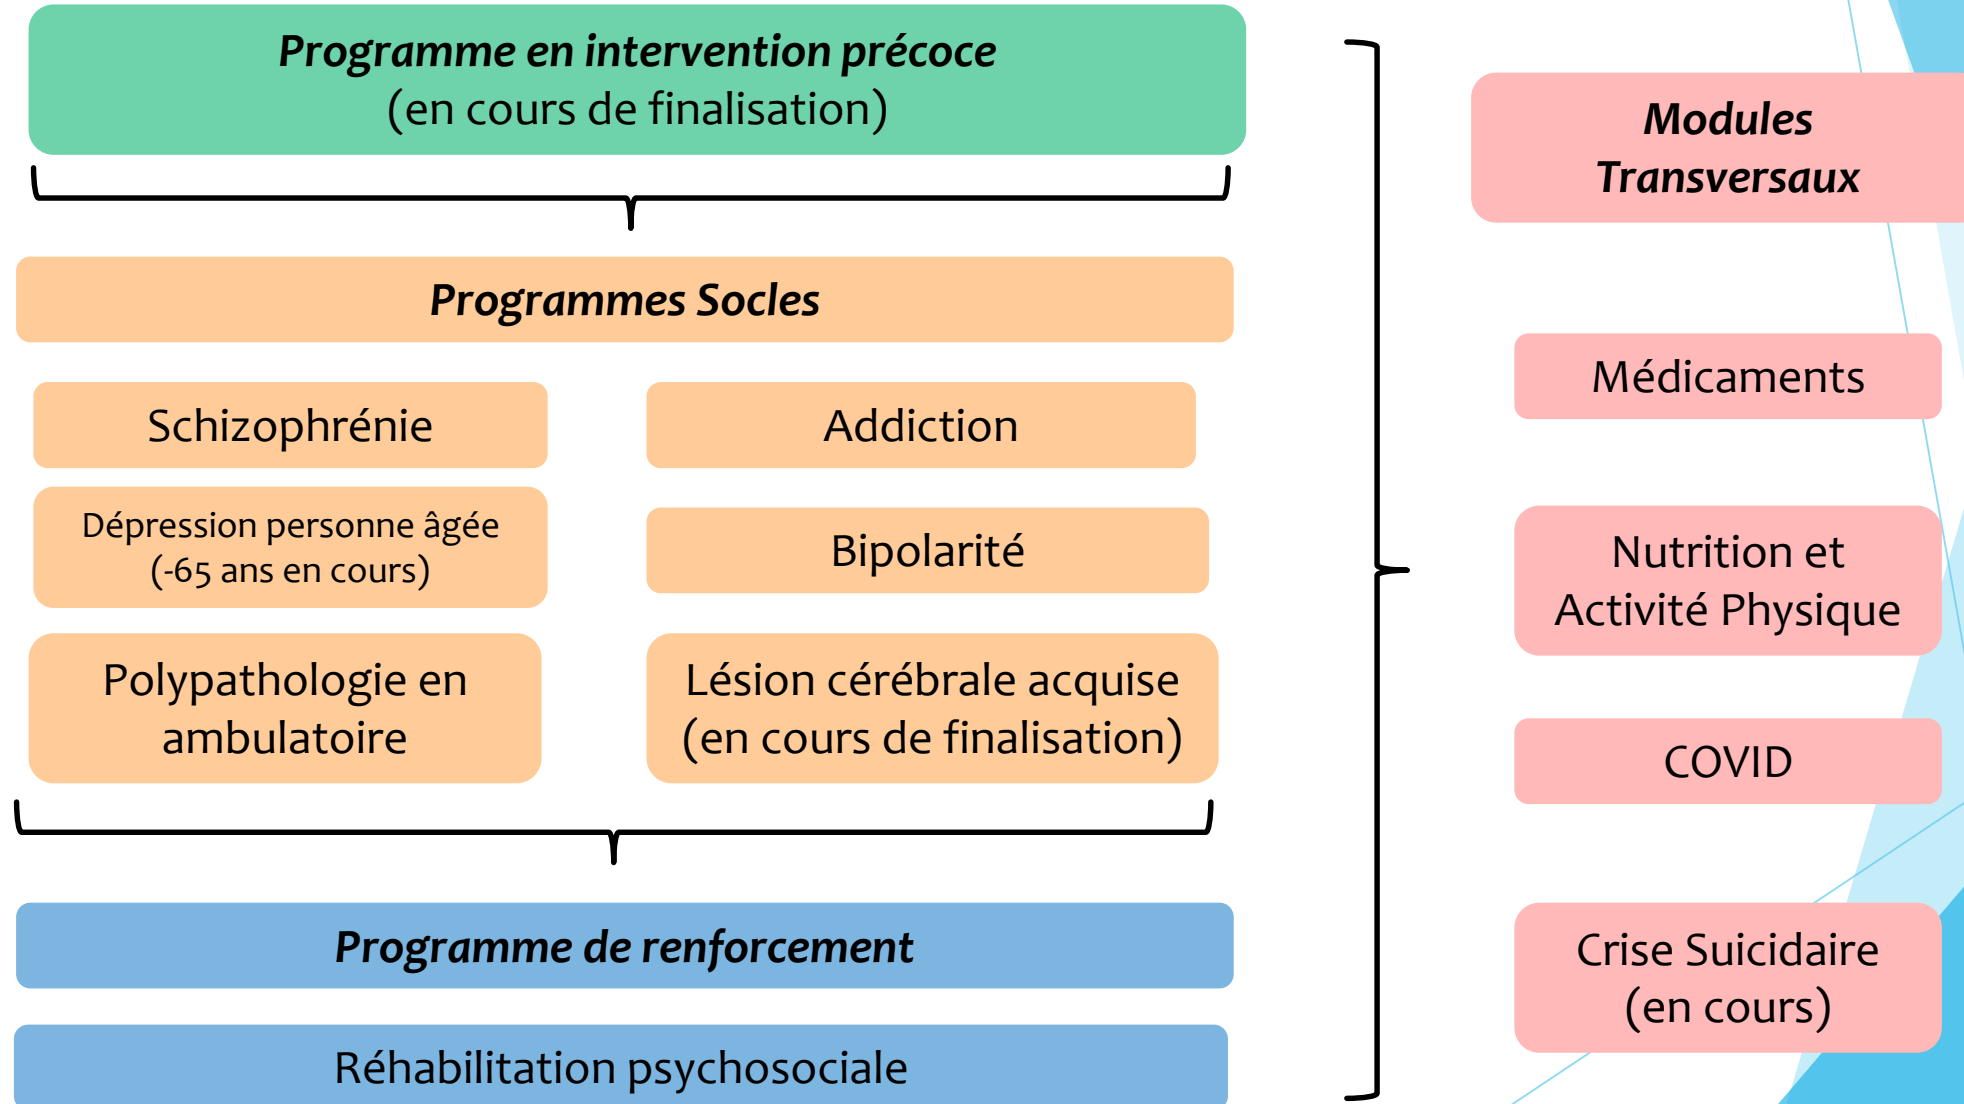 Programme en intervention précoce
(en cours de finalisation)
Programmes Socles
Schizophrénie
Addiction
Dépression personne âgée
(-65 ans en cours)
Bipolarité
Polypathologie en
ambulatoire
Lésion cérébrale acquise
(en cours de finalisation)
Programme de renforcement
Réhabilitation psychosociale
Modules
Transversaux
Médicaments
Nutrition et
Activité Physique
COVID
Crise Suicidaire
(en cours)